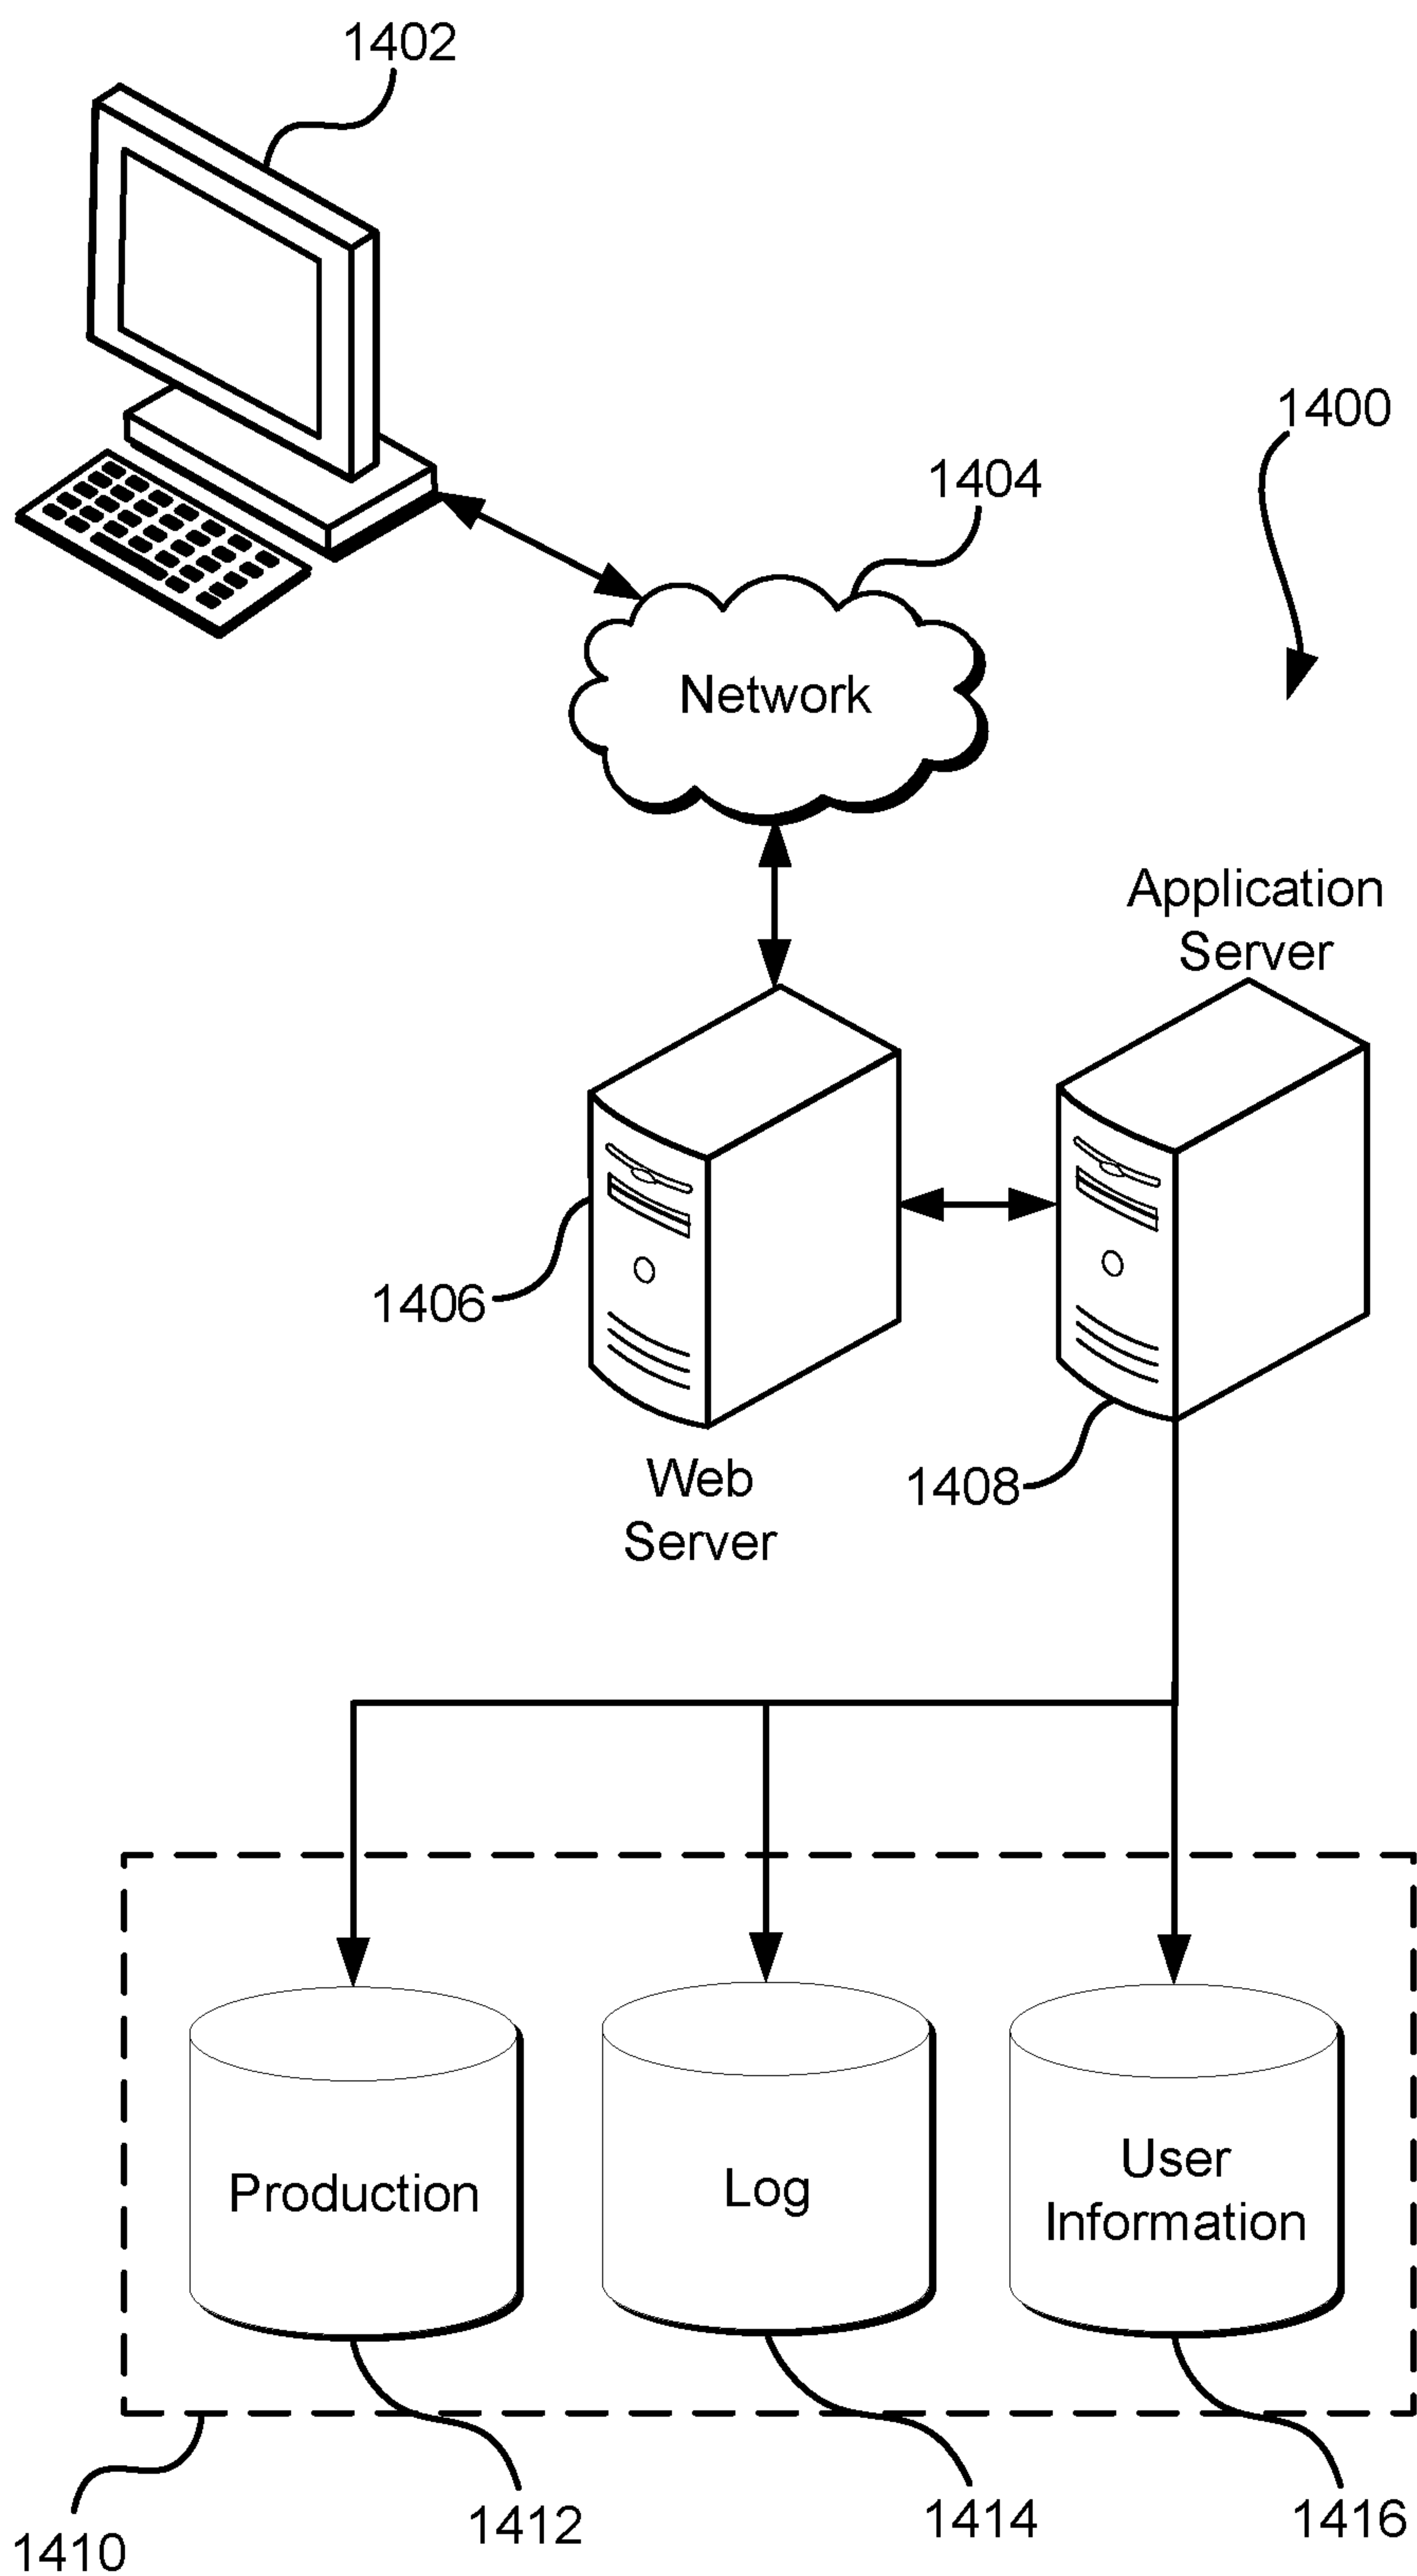 1402
1400
1404
Network
Application
Server
1406
Web
Server
1408
Production
Log
User
Information
1410
1412
1414
1416